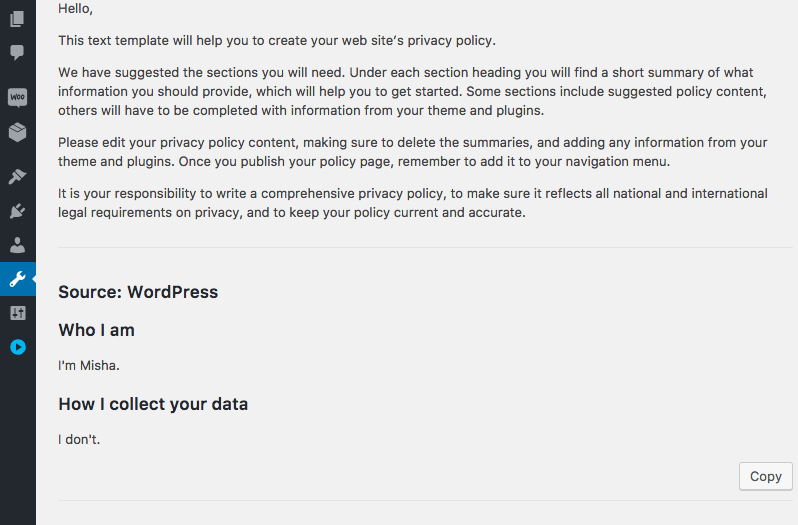 Hello,
This text template will help you to create your web site’s privacy policy.
We have suggested the sections you will need. Under each section heading you will find a short summary of what
information you should provide, which will help you to get started. Some sections include suggested policy content,
others will have to be completed with information from your theme and plugins.
Please edit your privacy policy content, making sure to delete the summaries, and adding any information from your
theme and plugins. Once you publish your policy page, remember to add it to your navigation menu.
It is your responsibility to write a comprehensive privacy policy, to make sure it reflects all national and international
legal requirements on privacy, and to keep your policy current and accurate.
Woo
Source: WordPress
Who I am
I'm Misha.
How I collect your data
I don't.
Copy